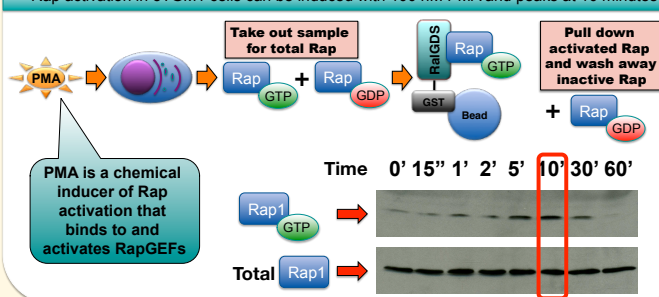 Take out sample
for total Rap
Pull down
activated Rap
and wash away
inactive Rap
PMA
Rap
GTP
+
Rap
GDP
RalGDS
Rap
GTP
GST
Bead
+
Rap
GDP
PMA is a chemical
inducer of Rap
activation that
binds to and
activates RapGEFs
Time 0’ 15” 1’ 2’ 5’ 10’ 30’ 60’
Rap1
GTP
Total Rap1